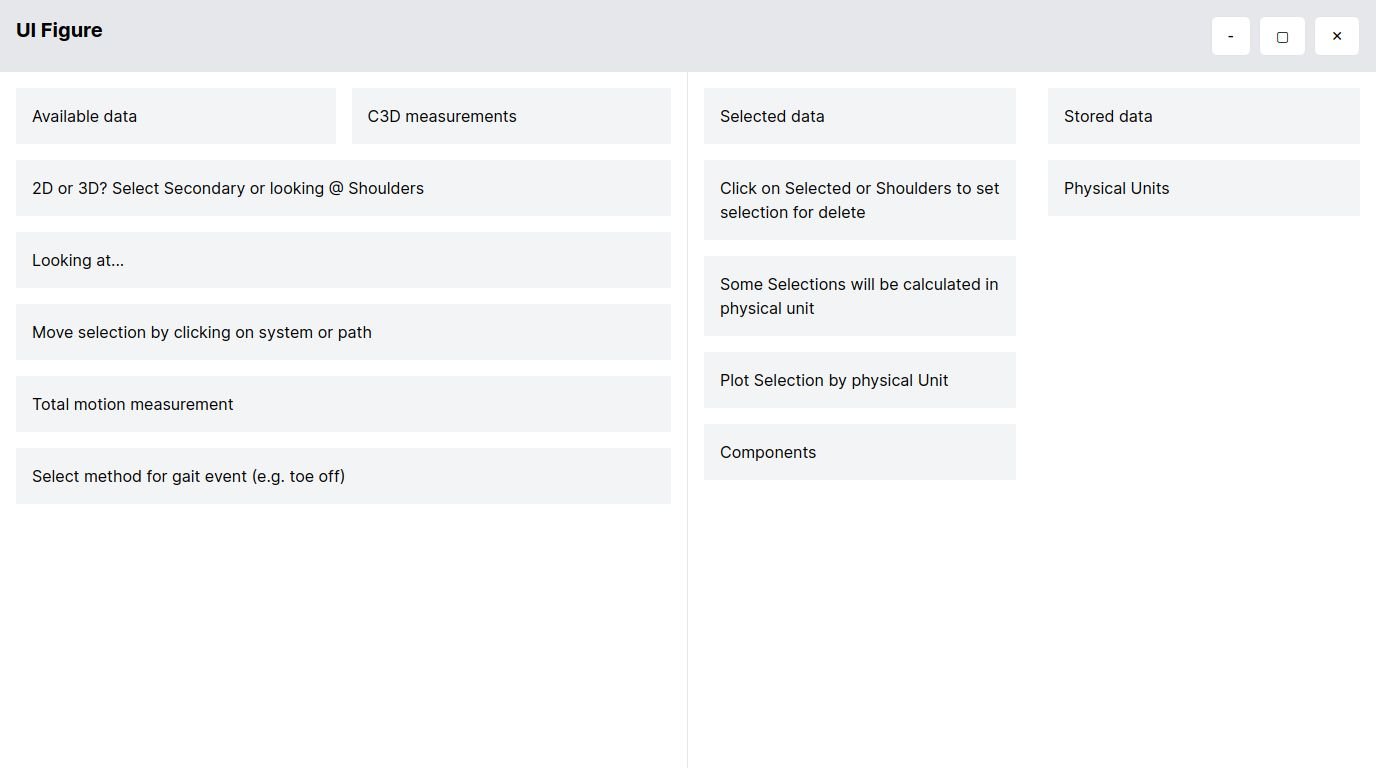 UI Figure
-
▢
✕
Available data
C3D measurements
2D or 3D? Select Secondary or looking @ Shoulders
Looking at...
Move selection by clicking on system or path
Total motion measurement
Select method for gait event (e.g. toe off)
Selected data
Click on Selected or Shoulders to set
selection for delete
Some Selections will be calculated in
physical unit
Plot Selection by physical Unit
Components
Stored data
Physical Units